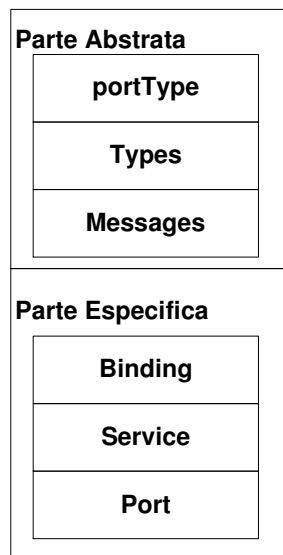 Parte Abstrata
portType
Types
Messages
Parte Especifica
Binding
Service
Port